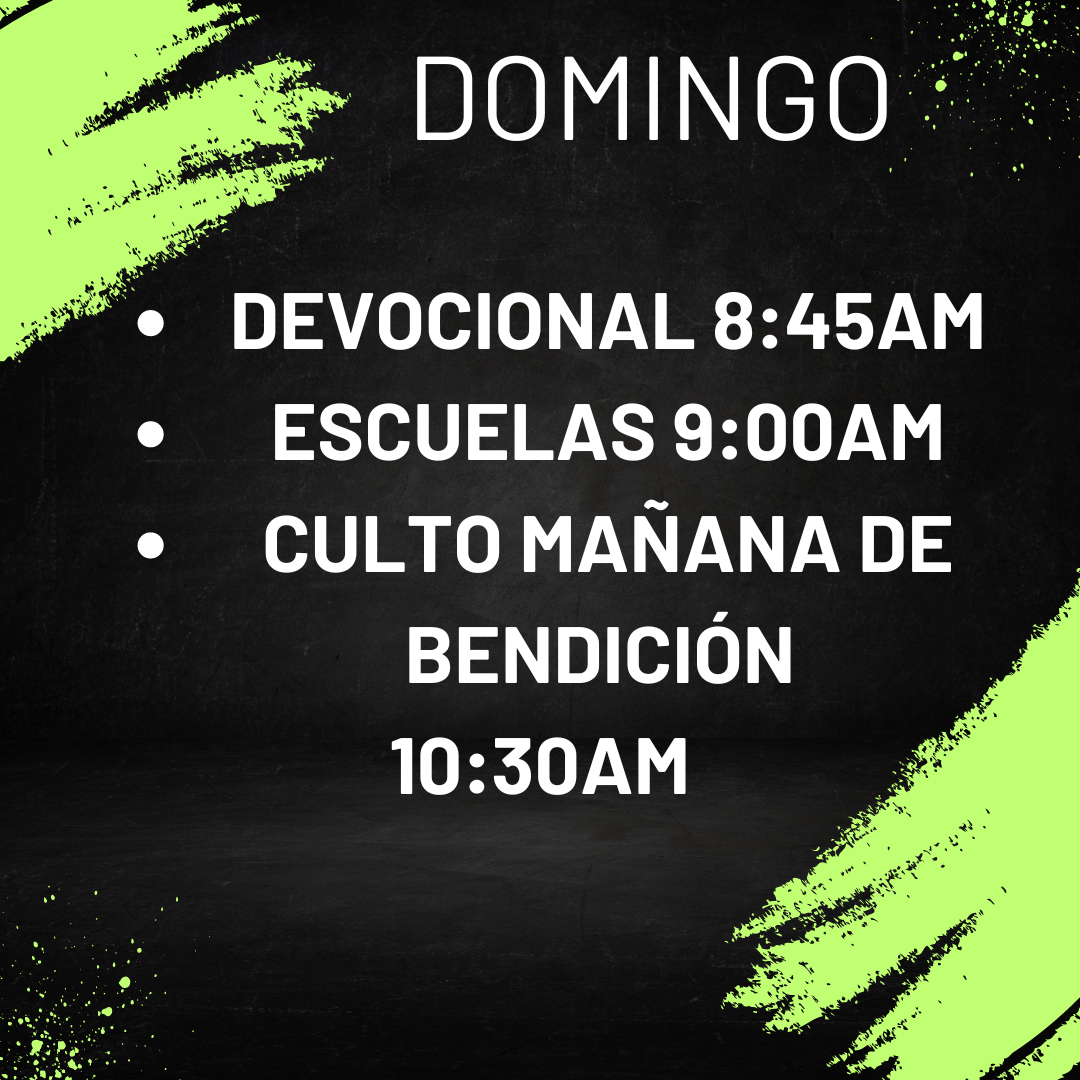 DOMINGO
• DEVOCIONAL 8:45AM
• ESCUELAS 9:00AM
• CULTO MAÑANA DE
BENDICIÓN
10:30AM